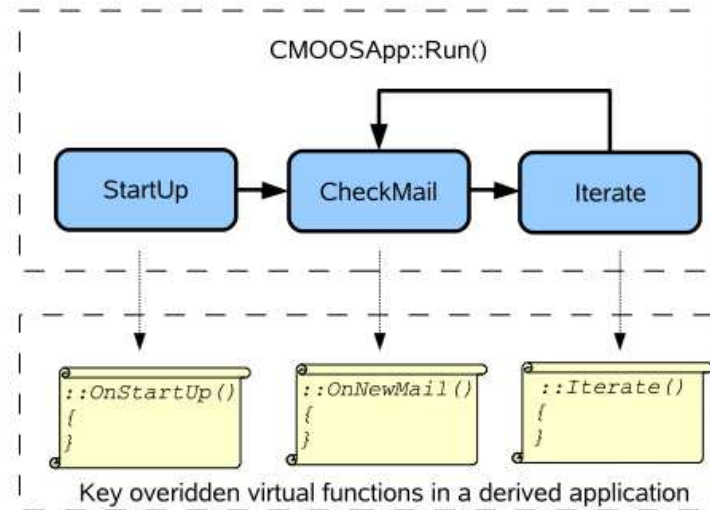 CMOOSApp::Run()
StartUp
CheckMail
Iterate
::OnStartUp()
{
}
::OnNewMail()
{
}
::Iterate()
{
}
Key overidden virtual functions in a derived application